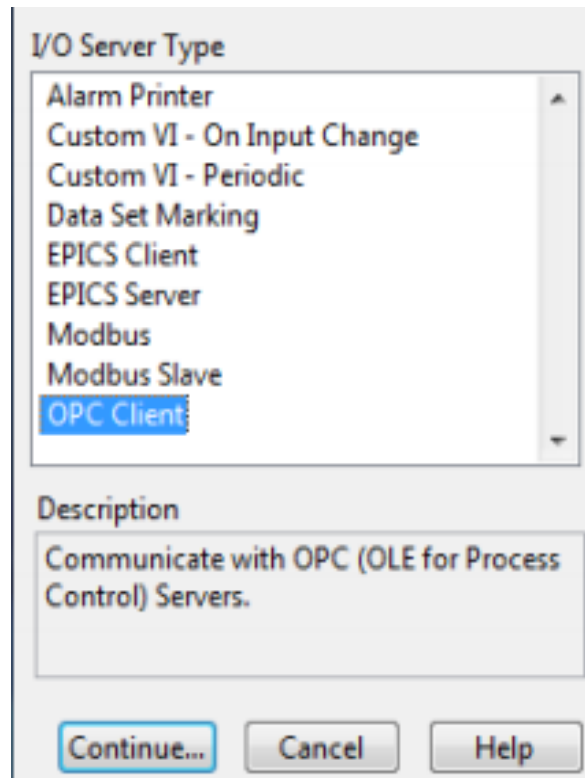 I/O Server Type
Alarm Printer
Custom VI - On Input Change
Custom VI - Periodic
Data Set Marking
EPICS Client
EPICS Server
Modbus
Modbus Slave
OPC Client
Description
Communicate with OPC (OLE for Process
Control) Servers.
Continue... Cancel Help